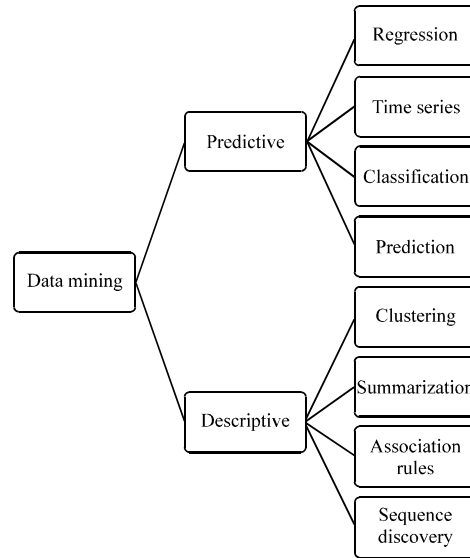 Data mining
Predictive
Regression
Time series
Classification
Prediction
Descriptive
Clustering
Summarization
Association
rules
Sequence
discovery